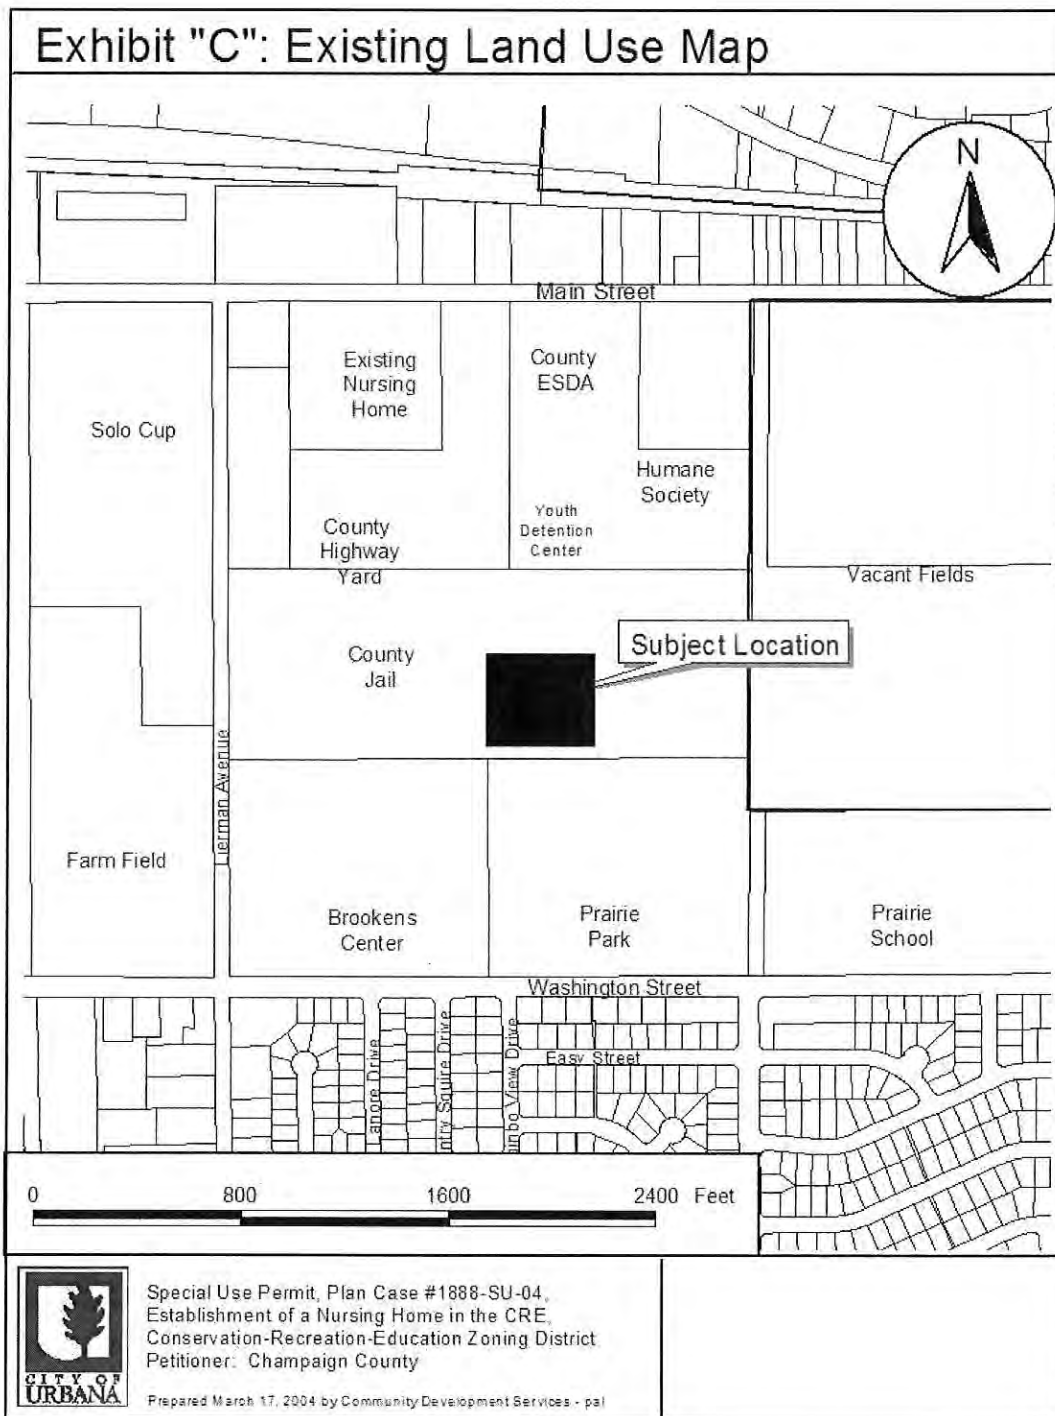 Exhibit "C": Existing Land Use Map
N
Main Street
Existing
Nursing
Home
County
ESDA
Solo Cup
Humane
Society
Youth
Detention
Center
County
Highway
Yard
Vacant Fields
Subject Location
County
Jail
Lierman Avenue
Farm Field
Brookens
Center
Prairie
Park
Prairie
School
Washington Street
Easy Street
Lanore Drive
ntry Squire Drive
View Drive
0 800 1600 2400 Feet
CITY OF
URBANA
Special Use Permit, Plan Case #1888-SU-04,
Establishment of a Nursing Home in the CRE,
Conservation-Recreation-Education Zoning District
Petitioner: Champaign County
Prepared March 17, 2004 by Community Development Services - pal